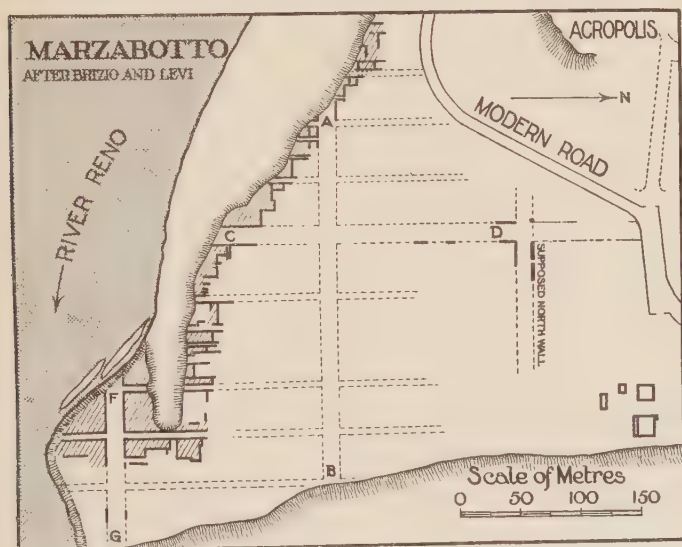 MARZABOTTO
AFTER BRIZIO AND LEVI
ACROPOLIS
N
MODERN ROAD
RIVER RENO
A
C
D
SUPPOSED NORTH WALL
F
B
G
Scale of Metres
0 50 100 150